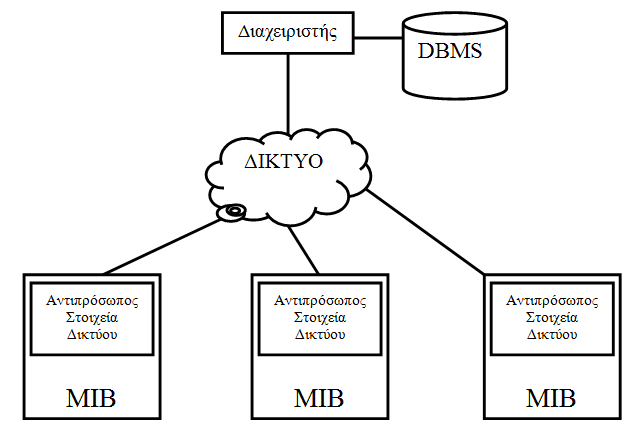 Διαχειριστής
DBMS
ΔΙΚΤΥΟ
Αντιπρόσωπος
Στοιχεία
Δικτύου
MIB
Αντιπρόσωπος
Στοιχεία
Δικτύου
MIB
Αντιπρόσωπος
Στοιχεία
Δικτύου
MIB